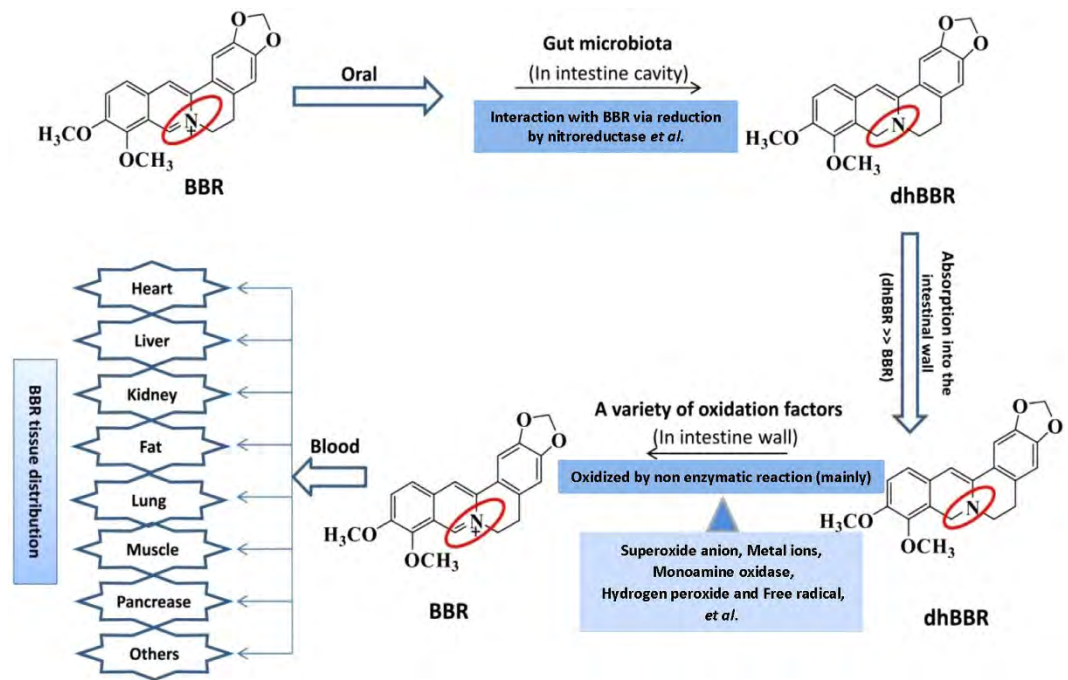 O
O
N
+
H₃CO
OCH₃
BBR
Oral
Gut microbiota
(In intestine cavity)
Interaction with BBR via reduction
by nitroreductase et al.
O
O
N
H₃CO
OCH₃
dhBBR
Absorption into the
intestinal wall
(dhBBR >> BBR)
O
O
N
H₃CO
OCH₃
dhBBR
A variety of oxidation factors
(In intestine wall)
Oxidized by non enzymatic reaction (mainly)
Superoxide anion, Metal ions,
Monoamine oxidase,
Hydrogen peroxide and Free radical,
et al.
O
O
N
+
H₃CO
OCH₃
BBR
Blood
Heart
Liver
Kidney
Fat
Lung
Muscle
Pancrease
Others
BBR tissue distribution